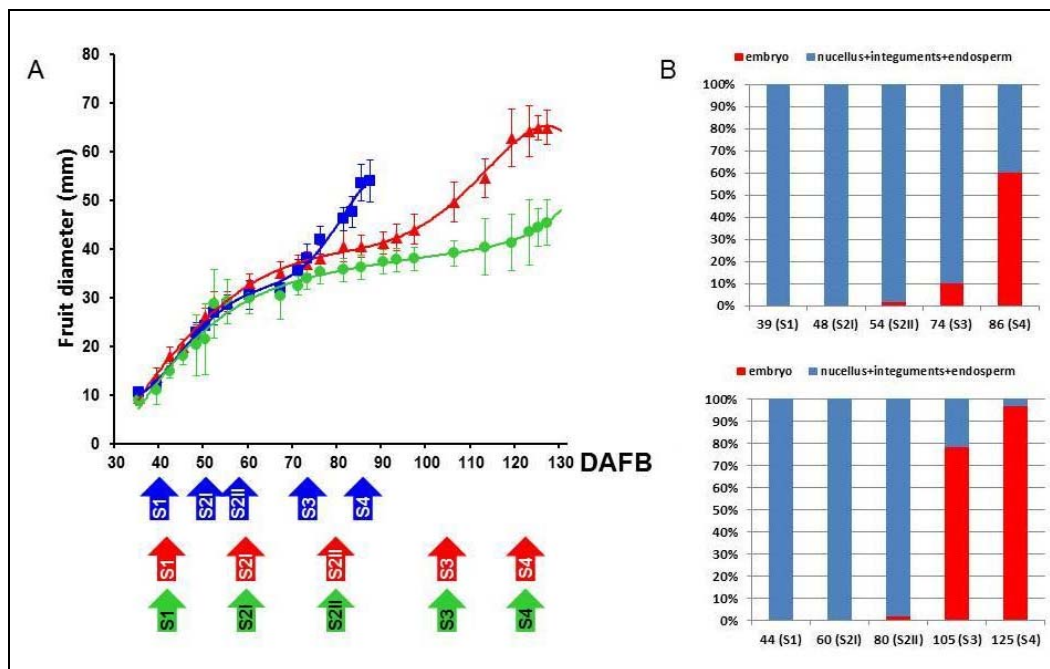 A
Fruit diameter (mm)
80
70
60
50
40
30
20
10
0
30 40 50 60 70 80 90 100 110 120 130 DAFB
S1 S2I S2II S3 S4
S1 S2I S2II S3 S4
S1 S2I S2II S3 S4
B
embryo nucellus+integuments+endosperm
100%
90%
80%
70%
60%
50%
40%
30%
20%
10%
0%
39 (S1) 48 (S2I) 54 (S2II) 74 (S3) 86 (S4)
embryo nucellus+integuments+endosperm
100%
90%
80%
70%
60%
50%
40%
30%
20%
10%
0%
44 (S1) 60 (S2I) 80 (S2II) 105 (S3) 125 (S4)